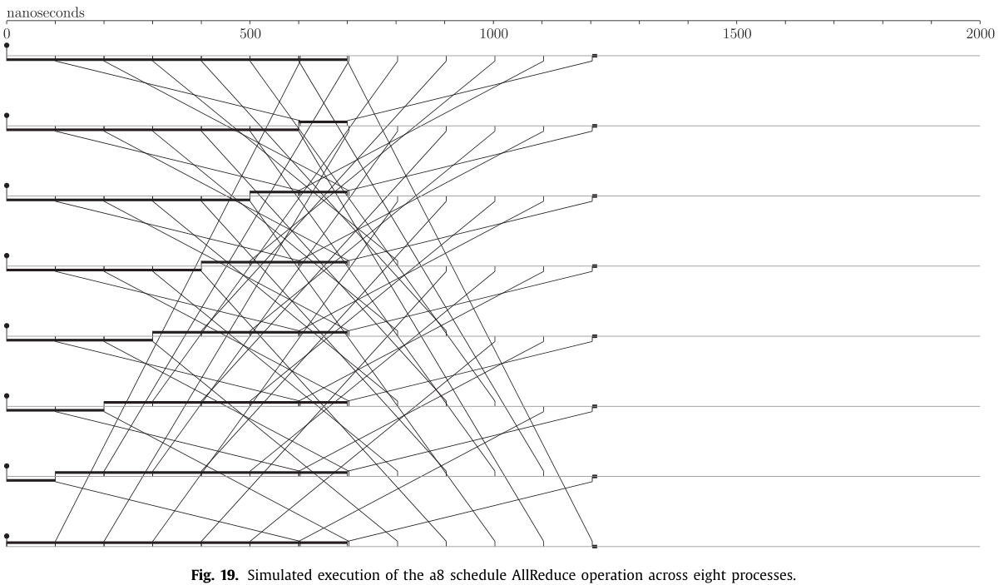 nanoseconds
0 500 1000 1500 2000
Fig. 19. Simulated execution of the a8 schedule AllReduce operation across eight processes.